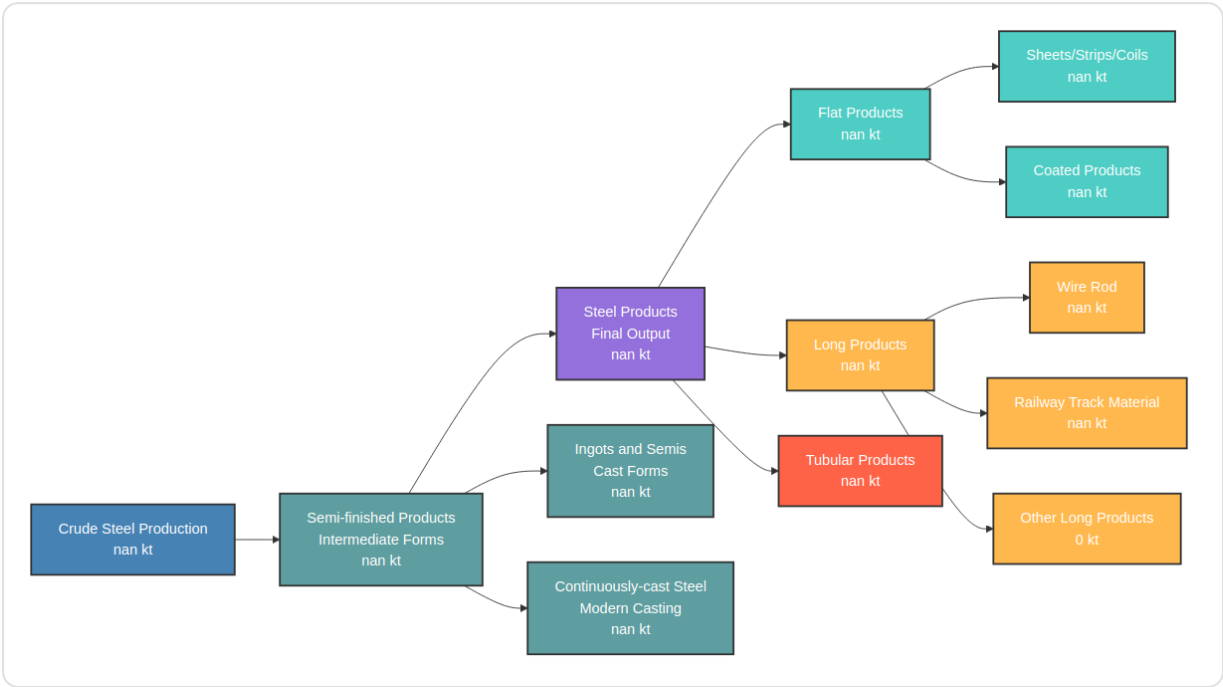 Crude Steel Production
nan kt
Semi-finished Products
Intermediate Forms
nan kt
Steel Products
Final Output
nan kt
Ingots and Semis
Cast Forms
nan kt
Continuously-cast Steel
Modern Casting
nan kt
Flat Products
nan kt
Long Products
nan kt
Tubular Products
nan kt
Sheets/Strips/Coils
nan kt
Coated Products
nan kt
Wire Rod
nan kt
Railway Track Material
nan kt
Other Long Products
0 kt